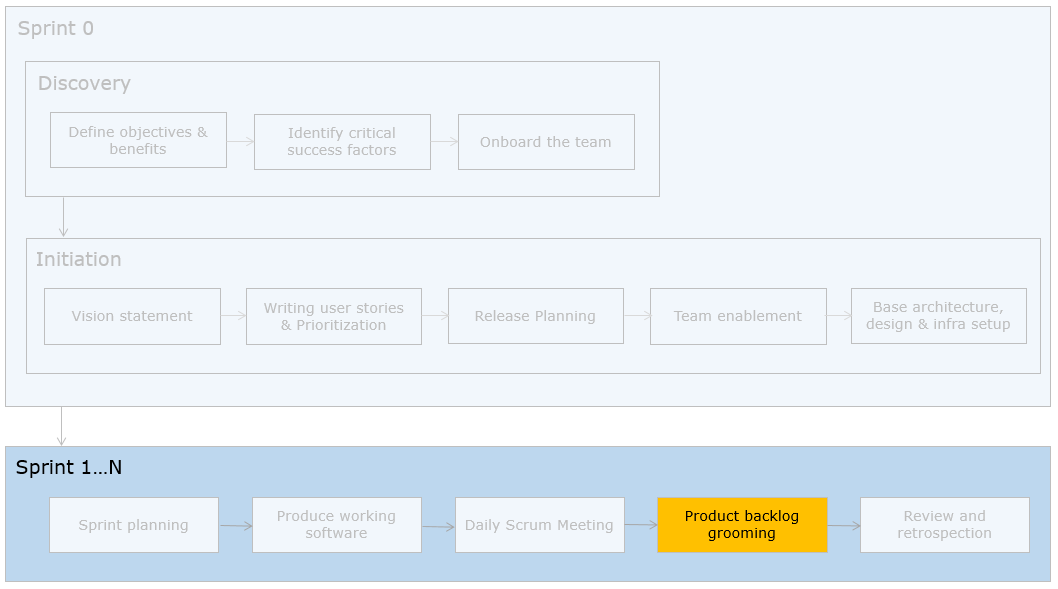 Sprint 0
Discovery
Define objectives &
benefits
Identify critical
success factors
Onboard the team
Initiation
Vision statement
Writing user stories
& Prioritization
Release Planning
Team enablement
Base architecture,
design & infra setup
Sprint 1...N
Sprint planning
Produce working
software
Daily Scrum Meeting
Product backlog
grooming
Review and
retrospection